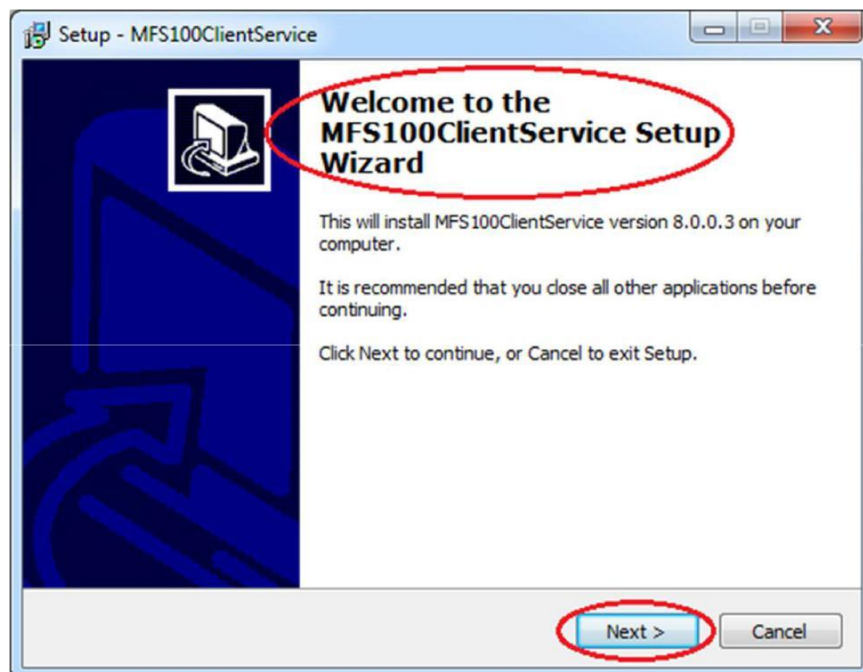 Setup - MFS100ClientService
Welcome to the
MFS100ClientService Setup
Wizard
This will install MFS100ClientService version 8.0.0.3 on your
computer.
It is recommended that you close all other applications before
continuing.
Click Next to continue, or Cancel to exit Setup.
Next >
Cancel